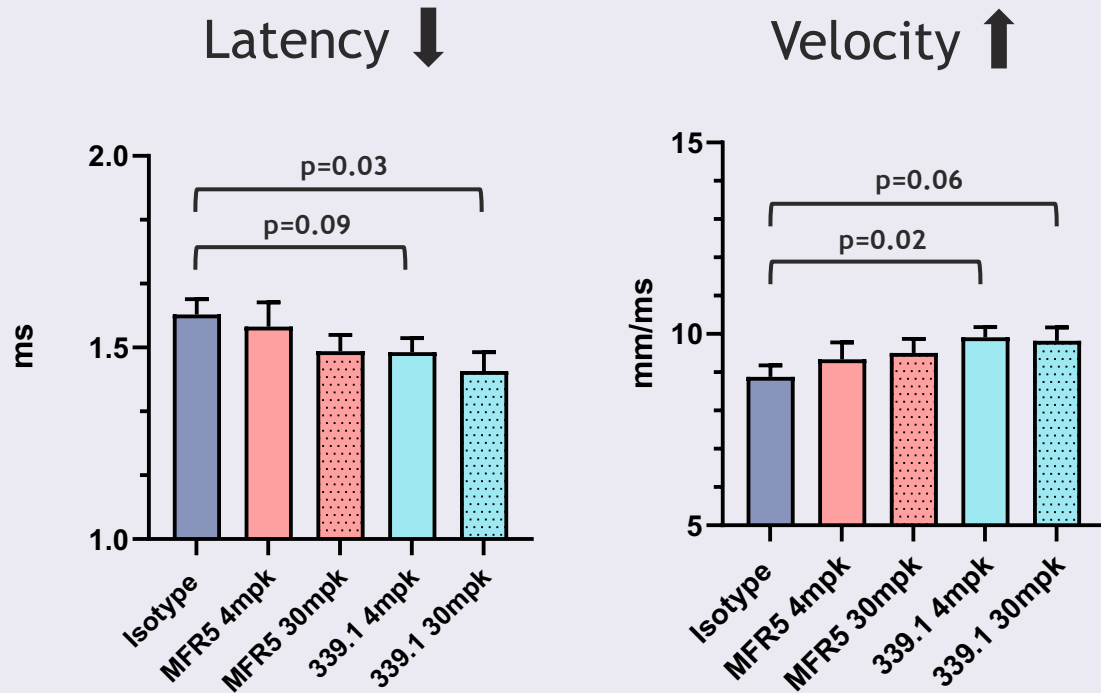 Latency
2.0
1.5
1.0
ms
p=0.03
p=0.09
Isotype
MFR5 4mpk
MFR5 30mpk
339.1 4mpk
339.1 30mpk
Velocity
15
10
5
mm/ms
p=0.06
p=0.02
Isotype
MFR5 4mpk
MFR5 30mpk
339.1 4mpk
339.1 30mpk